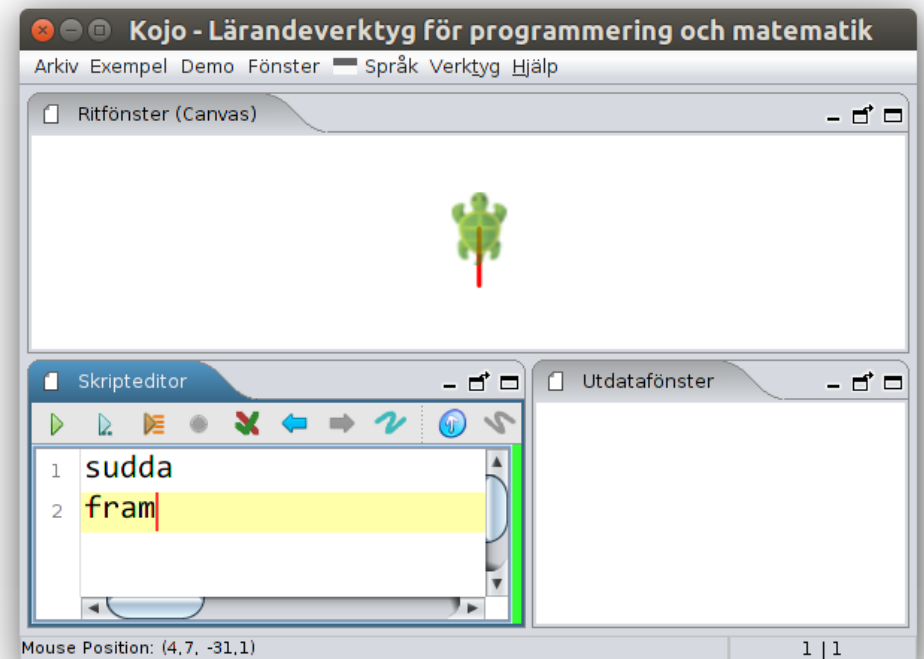 Kojo - Lärandeverktyg för programmering och matematik
Arkiv Exempel Demo Fönster Språk Verktyg Hjälp
Ritfönster (Canvas)
Skripteditor
Utdatafönster
1 sudda
2 fram
Mouse Position: (4,7, -31,1)
1 | 1